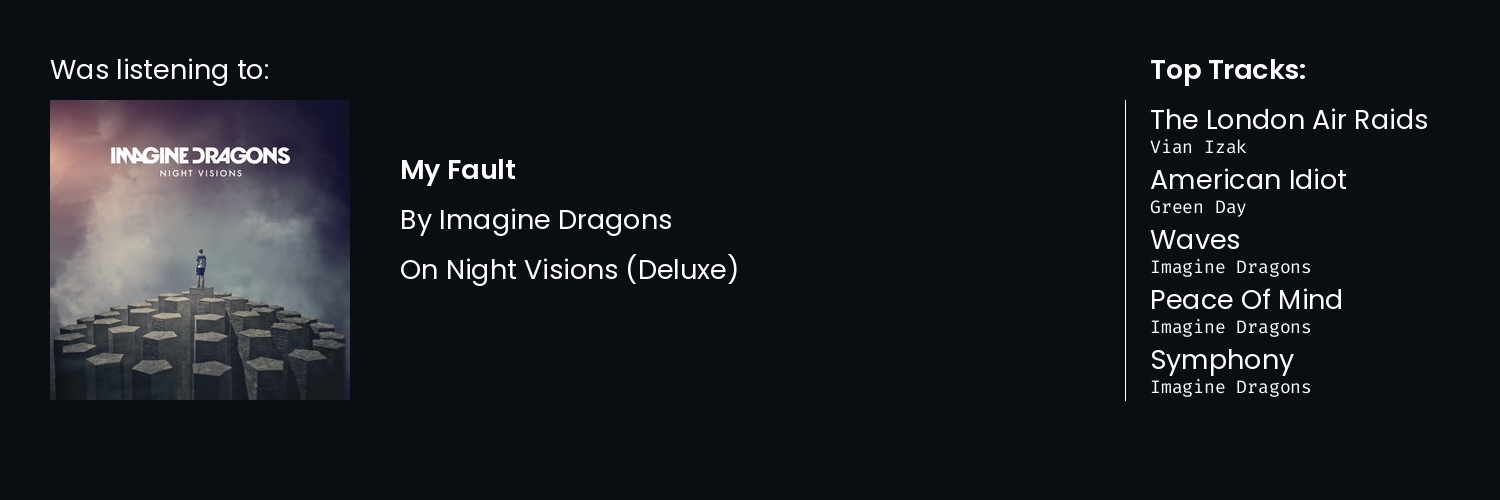 Was listening to:
IMAGINE DRAGONS
NIGHT VISIONS
My Fault
By Imagine Dragons
On Night Visions (Deluxe)
Top Tracks:
The London Air Raids
Vian Izak
American Idiot
Green Day
Waves
Imagine Dragons
Peace Of Mind
Imagine Dragons
Symphony
Imagine Dragons